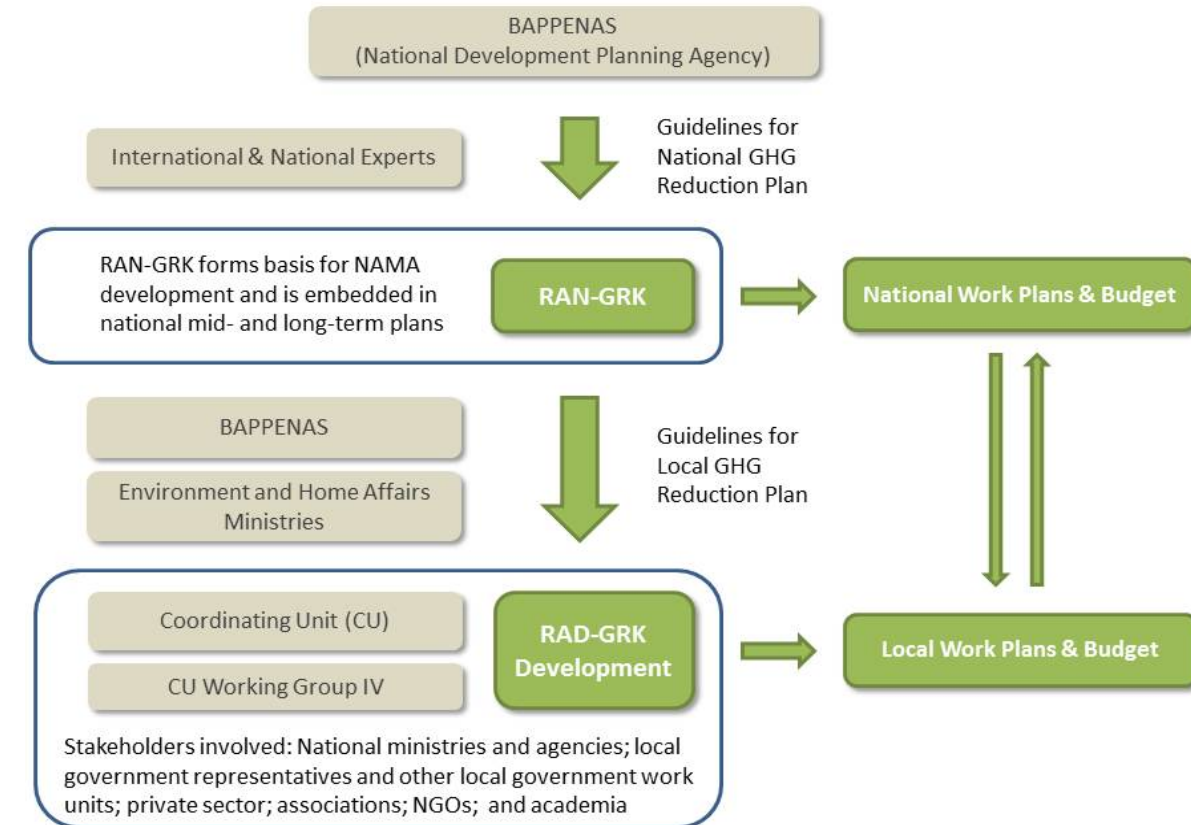 BAPPENAS
(National Development Planning Agency)
Guidelines for
National GHG
Reduction Plan
International & National Experts
RAN-GRK forms basis for NAMA
development and is embedded in
national mid- and long-term plans
RAN-GRK
National Work Plans & Budget
BAPPENAS
Guidelines for
Local GHG
Reduction Plan
Environment and Home Affairs
Ministries
Coordinating Unit (CU)
CU Working Group IV
RAD-GRK
Development
Local Work Plans & Budget
Stakeholders involved: National ministries and agencies; local
government representatives and other local government work
units; private sector; associations; NGOs;  and academia